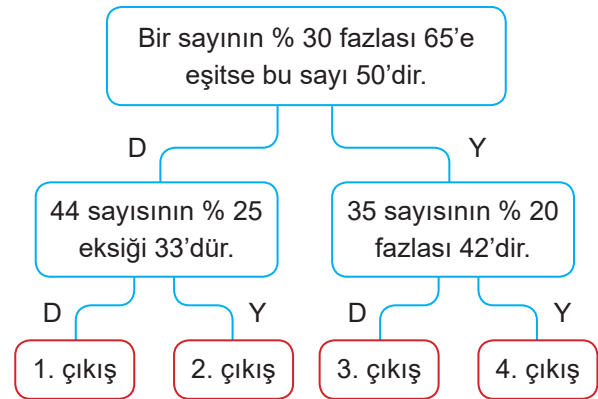 Bir sayının % 30 fazlası 65'e
eşitse bu sayı 50'dir.
D
Y
44 sayısının % 25
eksiği 33'dür.
35 sayısının % 20
fazlası 42'dir.
D
Y
D
Y
1. çıkış
2. çıkış
3. çıkış
4. çıkış